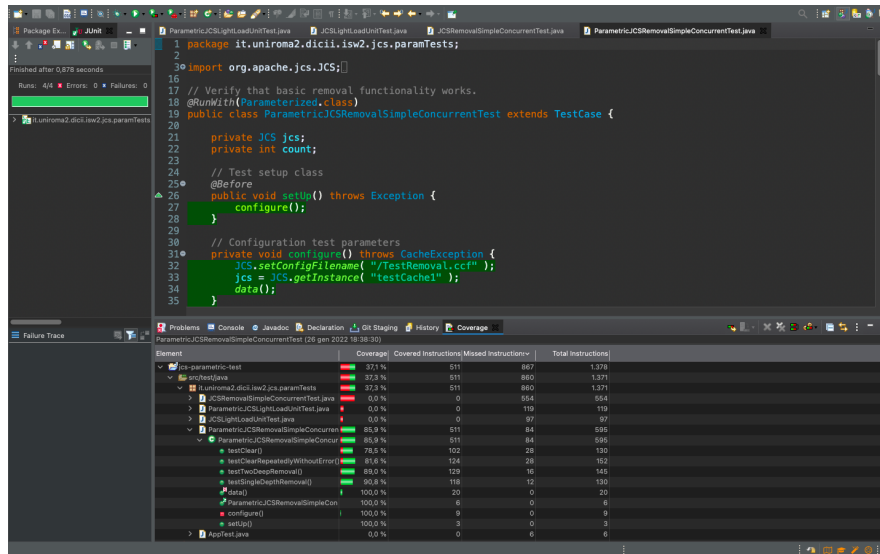 Package Ex...
JUnit
Finished after 0,878 seconds
Runs: 4/4
Errors: 0
Failures: 0
it.uniroma2.dicii.isw2.jcs.paramTests
Failure Trace
ParametricJCSLightLoadUnitTest.java
JCSLightLoadUnitTest.java
JCSRemovalSimpleConcurrentTest.java
ParametricJCSRemovalSimpleConcurrentTest.java
1 package it.uniroma2.dicii.isw2.jcs.paramTests;
2
3 import org.apache.jcs.JCS;
16
17 // Verify that basic removal functionality works.
18 @RunWith(Parameterized.class)
19 public class ParametricJCSRemovalSimpleConcurrentTest extends TestCase {
20
21 private JCS jcs;
22 private int count;
23
24 // Test setup class
25 @Before
26 public void setUp() throws Exception {
27 configure();
28 }
29
30 // Configuration test parameters
31 private void configure() throws CacheException {
32 JCS.setConfigFilename( "/TestRemoval.ccf" );
33 jcs = JCS.getInstance( "testCache1" );
34 data();
35 }
Problems Console Javadoc Declaration Git Staging History Coverage
ParametricJCSRemovalSimpleConcurrentTest (26 gen 2022 18:38:30)
Element Coverage Covered Instructions Missed Instructions Total Instructions
jcs-parametric-test 37,1 % 511 867 1.378
src/test/java 37,3 % 511 860 1.371
it.uniroma2.dicii.isw2.jcs.paramTests 37,3 % 511 860 1.371
JCSRemovalSimpleConcurrentTest.java 0,0 % 0 554 554
ParametricJCSLightLoadUnitTest.java 0,0 % 0 119 119
JCSLightLoadUnitTest.java 0,0 % 0 97 97
ParametricJCSRemovalSimpleConcurren 85,9 % 511 84 595
ParametricJCSRemovalSimpleConcur 85,9 % 511 84 595
testClear() 78,5 % 102 28 130
testClearRepeatedlyWithoutError() 81,6 % 124 28 152
testTwoDeepRemoval() 89,0 % 129 16 145
testSingleDepthRemoval() 90,8 % 118 12 130
data() 100,0 % 20 0 20
ParametricJCSRemovalSimpleCon 100,0 % 6 0 6
configure() 100,0 % 9 0 9
setUp() 100,0 % 3 0 3
AppTest.java 0,0 % 0 6 6